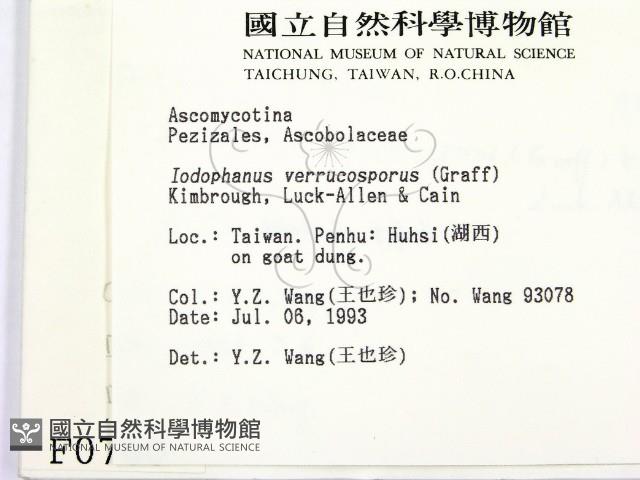 國立自然科學博物館
NATIONAL MUSEUM OF NATURAL SCIENCE
TAICHUNG, TAIWAN, R.O.CHINA
Ascomycotina
Pezizales, Ascobolaceae
Iodophanus verrucosporus (Graff)
Kimbrough, Luck-Allen & Cain
Loc.: Taiwan. Penhu: Huhsi(湖西)
on goat dung.
Col.: Y.Z. Wang(王也珍); No. Wang 93078
Date: Jul. 06, 1993
Det.: Y.Z. Wang(王也珍)
國立自然科學博物館
NATIONAL MUSEUM OF NATURAL SCIENCE
F07